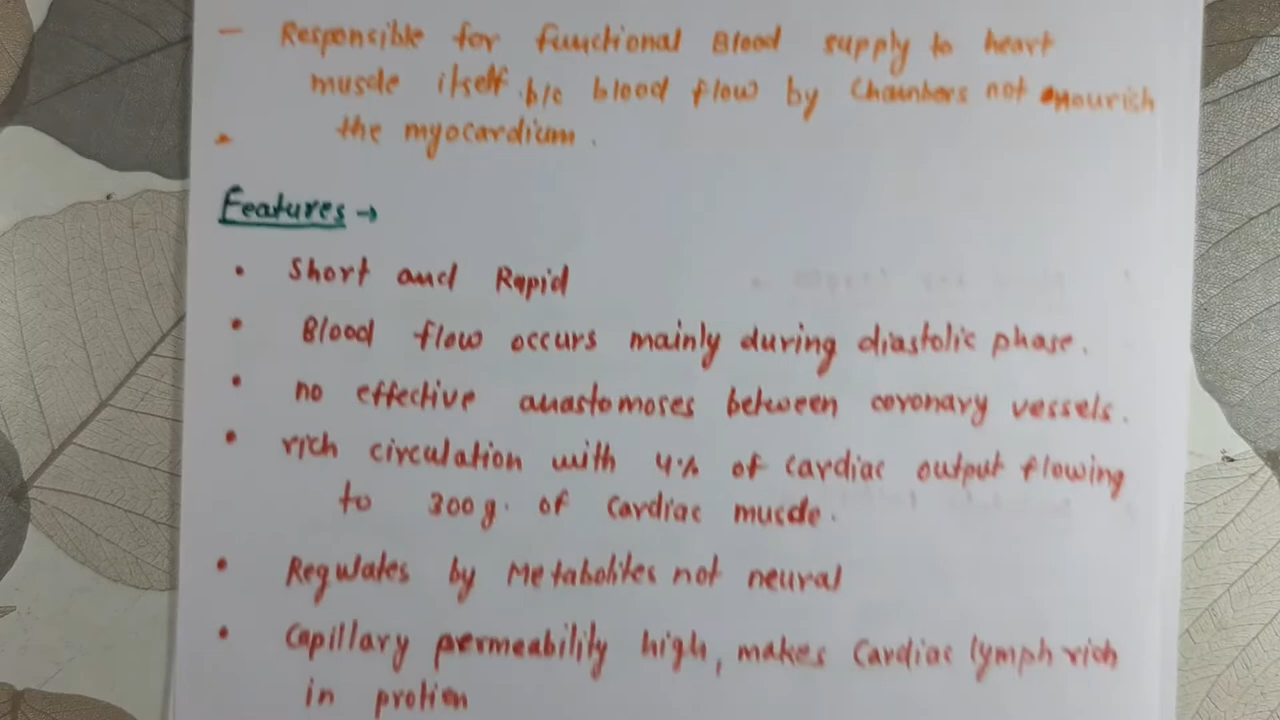 – Responsible for functional Blood supply to heart
muscle itself. b/c blood flow by Chambers not nourish
the myocardium.
Features →
• Short and Rapid
• Blood flow occurs mainly during diastolic phase.
• no effective anastomoses between coronary vessels.
• rich circulation with 4% of cardiac output flowing
to 300g. of Cardiac muscle.
• Regulates by Metabolites not neural
• Capillary permeability high, makes Cardiac lymph rich
in protien